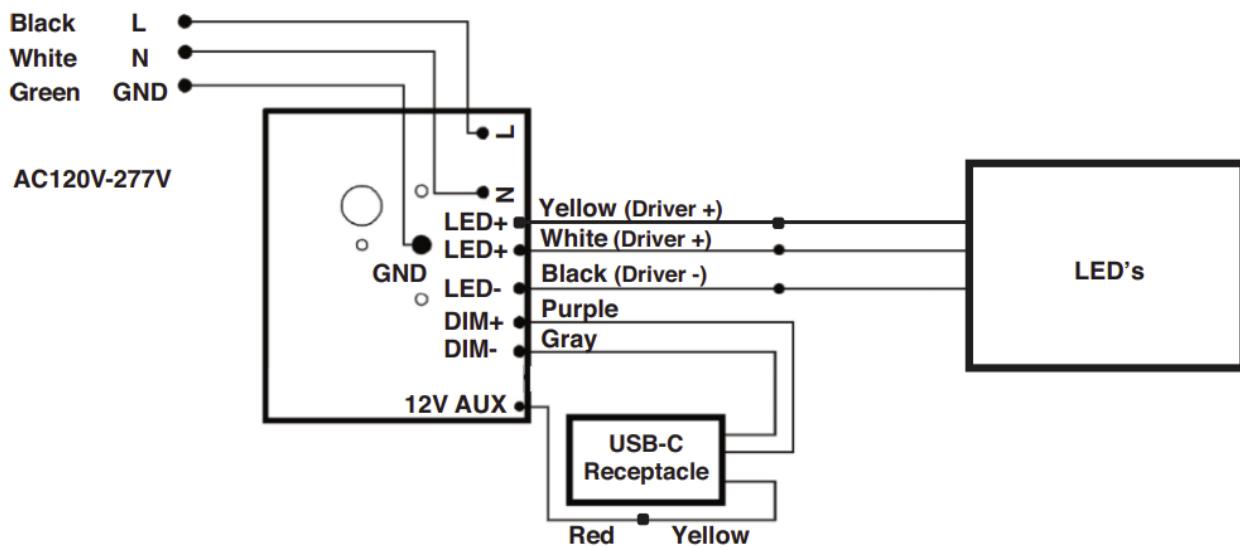 Black L
White N
Green GND
AC120V-277V
L
N
LED+
LED+
GND
LED-
DIM+
DIM-
12V AUX
Yellow (Driver +)
White (Driver +)
Black (Driver -)
Purple
Gray
LED's
USB-C
Receptacle
Red Yellow